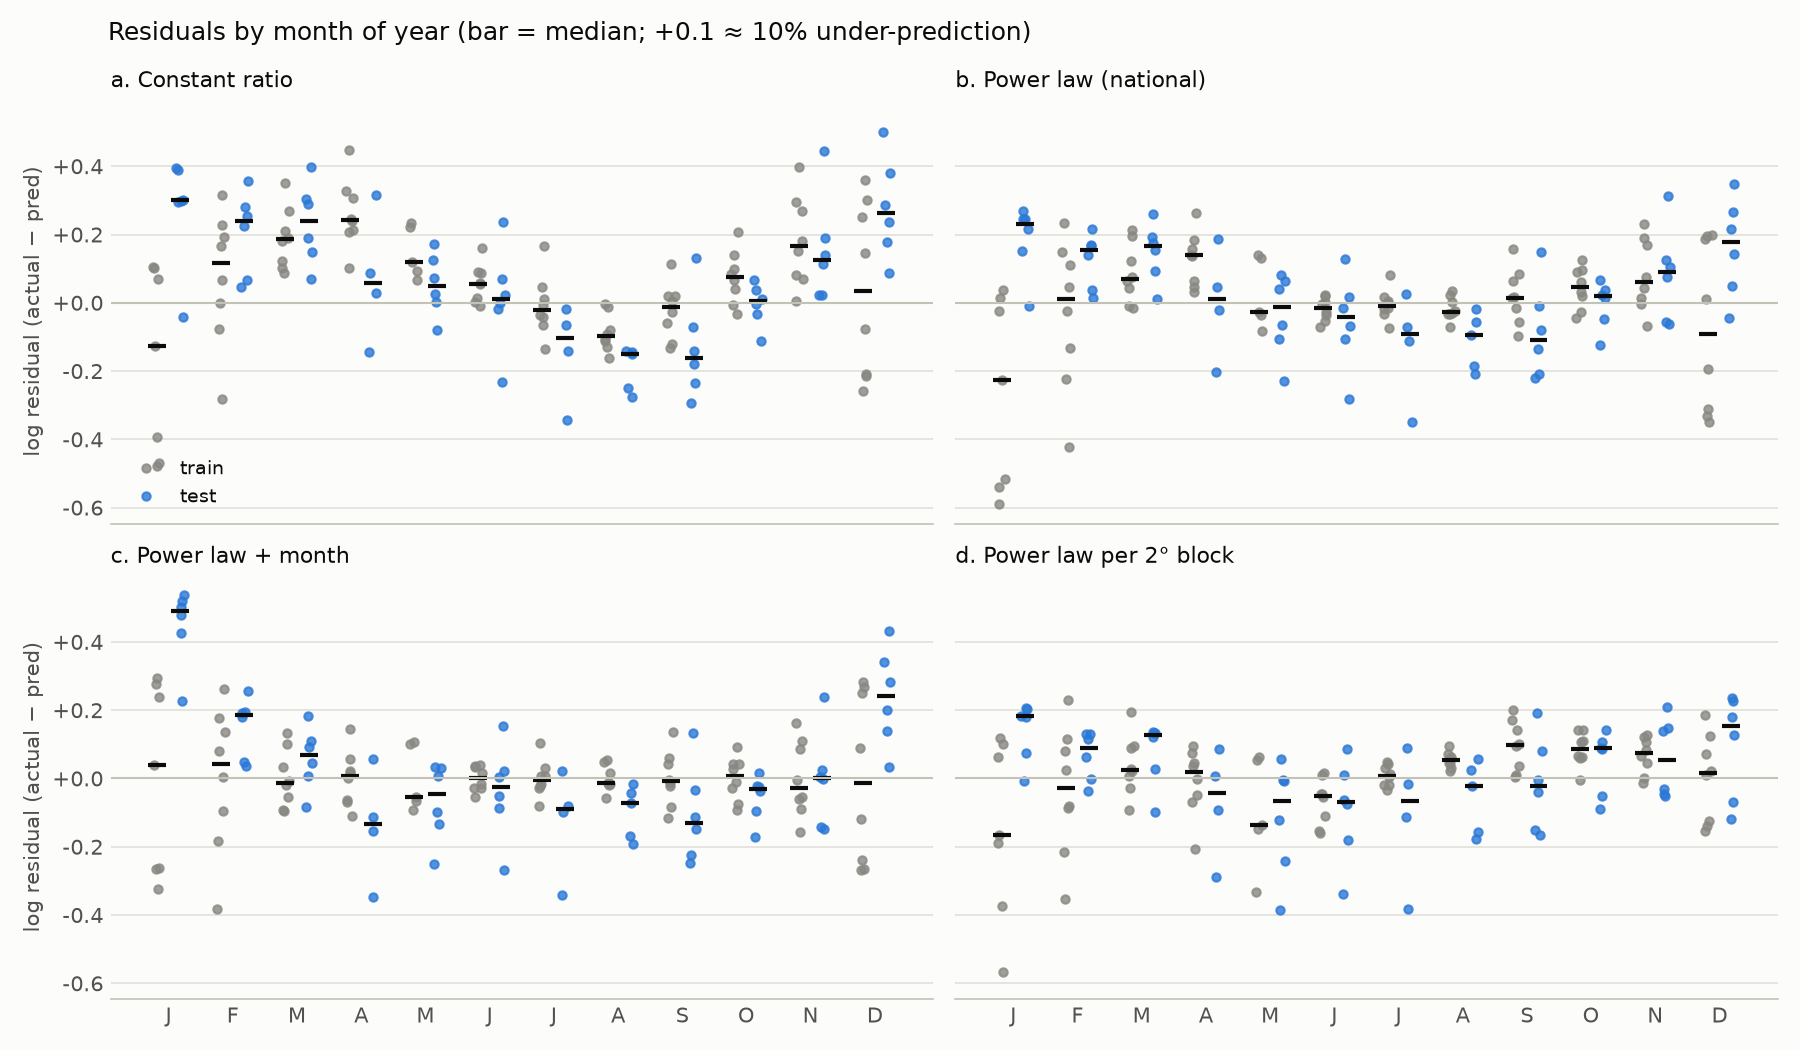 Residuals by month of year (bar = median; +0.1 ≈ 10% under-prediction)
a. Constant ratio
b. Power law (national)
log residual (actual − pred)
+0.4
+0.2
+0.0
-0.2
-0.4
-0.6
train
test
c. Power law + month
d. Power law per 2° block
log residual (actual − pred)
+0.4
+0.2
+0.0
-0.2
-0.4
-0.6
J F M A M J J A S O N D
J F M A M J J A S O N D